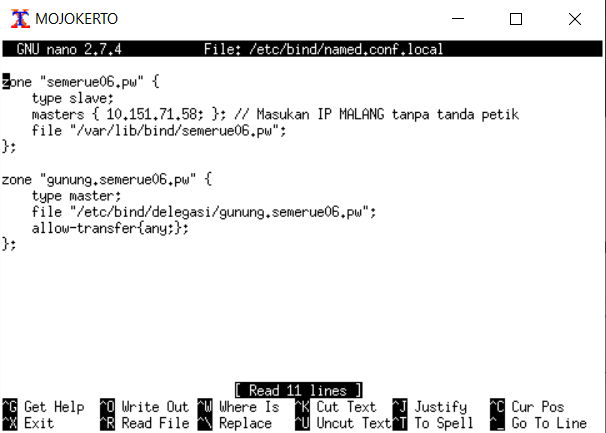 MOJOKERTO
GNU nano 2.7.4 File: /etc/bind/named.conf.local
zone "semerue06.pw" {
    type slave;
    masters { 10.151.71.58; }; // Masukan IP MALANG tanpa tanda petik
    file "/var/lib/bind/semerue06.pw";
};
zone "gunung.semerue06.pw" {
    type master;
    file "/etc/bind/delegasi/gunung.semerue06.pw";
    allow-transfer{any;};
};
[ Read 11 lines ]
^G Get Help ^O Write Out ^W Where Is ^K Cut Text ^J Justify ^C Cur Pos
^X Exit ^R Read File ^\ Replace ^U Uncut Text ^T To Spell ^_ Go To Line